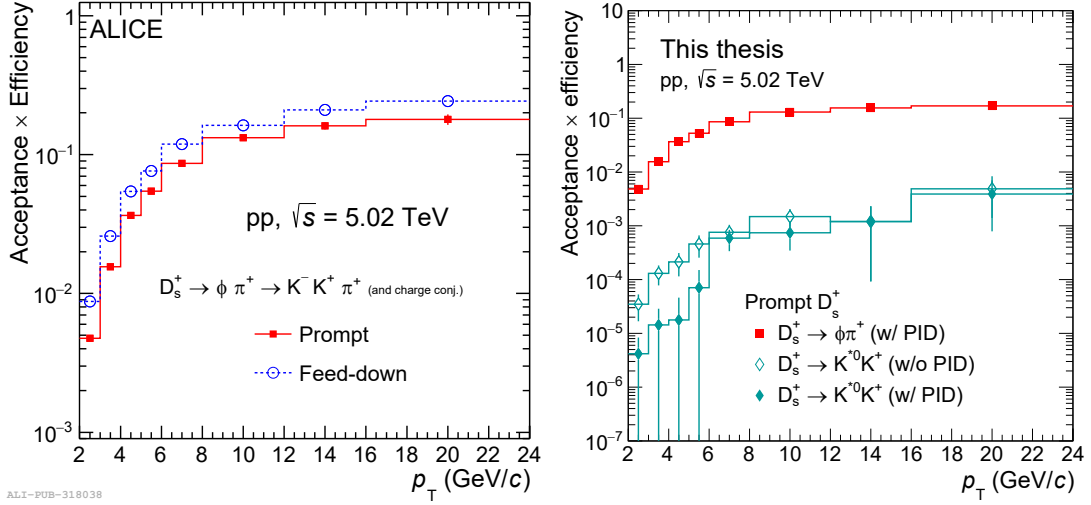 ALICE
Acceptance × Efficiency
1
10⁻¹
10⁻²
10⁻³
pp, √s = 5.02 TeV
D_s⁺ → ϕ π⁺ → K⁻ K⁺ π⁺ (and charge conj.)
Prompt
Feed-down
2 4 6 8 10 12 14 16 18 20 22 24
p_T (GeV/c)
ALI-PUB-318038
This thesis
pp, √s = 5.02 TeV
Acceptance × efficiency
10
1
10⁻¹
10⁻²
10⁻³
10⁻⁴
10⁻⁵
10⁻⁶
10⁻⁷
Prompt D_s⁺
D_s⁺ → ϕπ⁺ (w/ PID)
D_s⁺ → K*⁰K⁺ (w/o PID)
D_s⁺ → K*⁰K⁺ (w/ PID)
2 4 6 8 10 12 14 16 18 20 22 24
p_T (GeV/c)